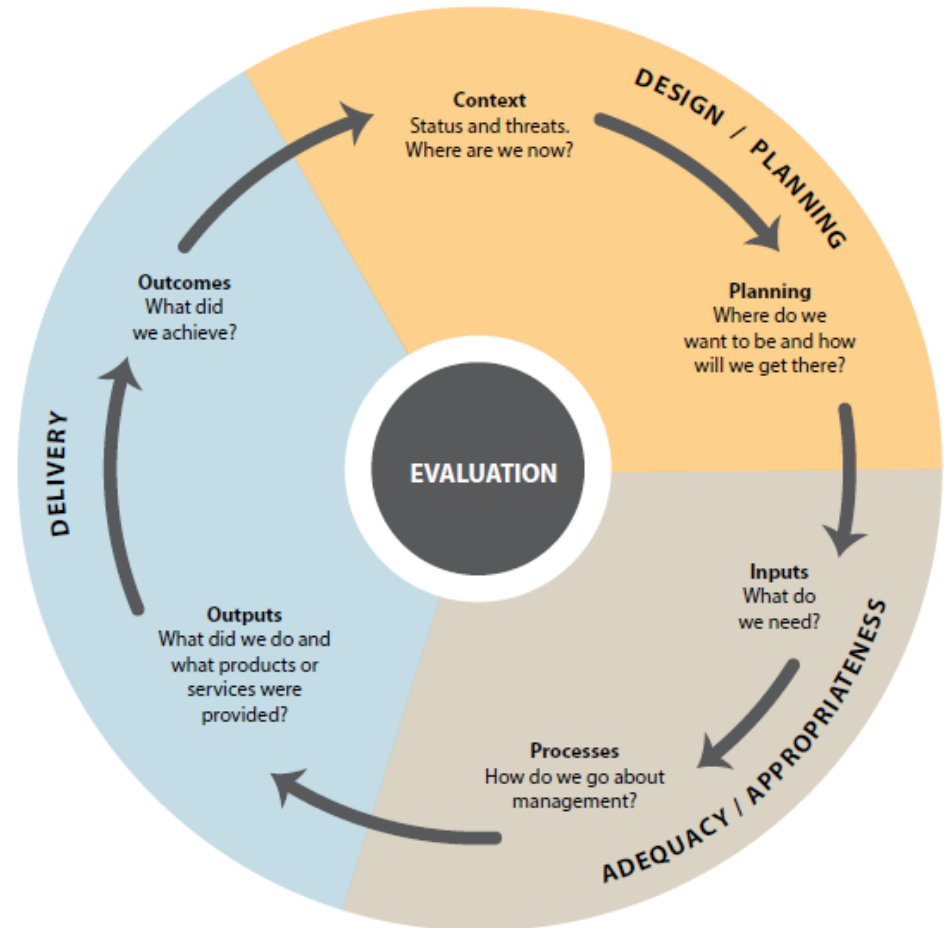 DESIGN / PLANNING
Context
Status and threats.
Where are we now?
Planning
Where do we
want to be and how
will we get there?
Inputs
What do
we need?
ADEQUACY / APPROPRIATENESS
Processes
How do we go about
management?
Outputs
What did we do and
what products or
services were
provided?
DELIVERY
Outcomes
What did
we achieve?
EVALUATION